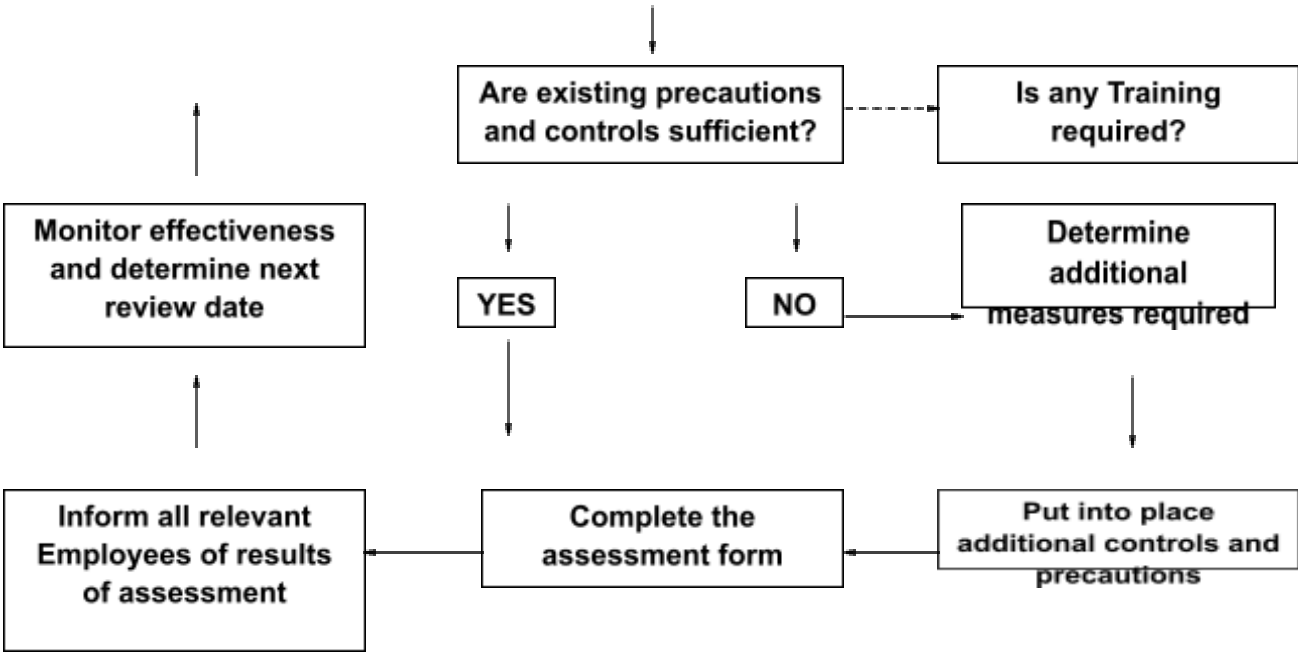 Are existing precautions
and controls sufficient?
Is any Training
required?
Monitor effectiveness
and determine next
review date
YES
NO
Determine
additional
measures required
Inform all relevant
Employees of results
of assessment
Complete the
assessment form
Put into place
additional controls and
precautions